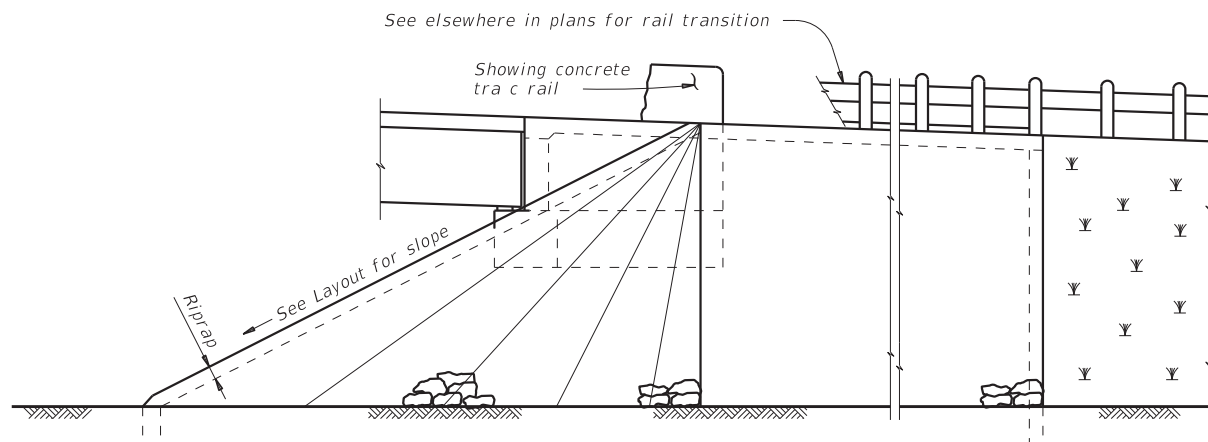 See elsewhere in plans for rail transition
Showing concrete
tra c rail
See Layout for slope
Riprap